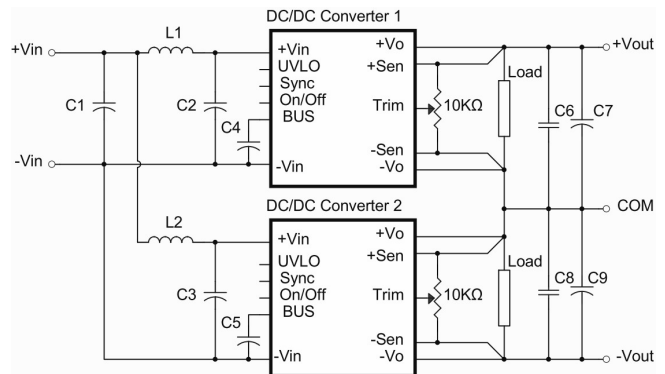 DC/DC Converter 1
+Vin
L1
+Vin
+Vo
+Vout
UVLO
+Sen
Load
Sync
C1
C2
On/Off
Trim
10KΩ
C6
C7
C4
BUS
-Vin
-Vin
-Sen
-Vo
DC/DC Converter 2
COM
L2
+Vin
+Vo
+Sen
UVLO
Load
Sync
C3
On/Off
Trim
10KΩ
C8
C9
C5
BUS
-Sen
-Vin
-Vo
-Vout